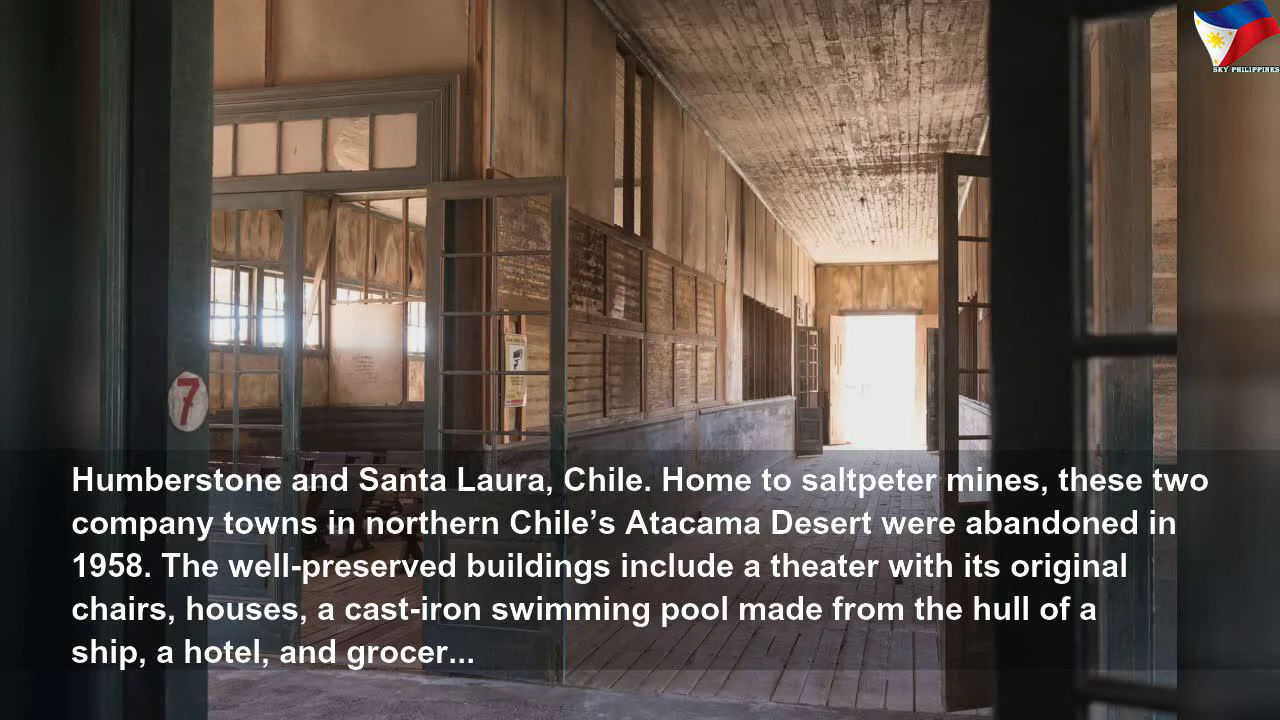 SKY PHILIPPINES
7
Humberstone and Santa Laura, Chile. Home to saltpeter mines, these two
company towns in northern Chile’s Atacama Desert were abandoned in
1958. The well-preserved buildings include a theater with its original
chairs, houses, a cast-iron swimming pool made from the hull of a
ship, a hotel, and grocer...